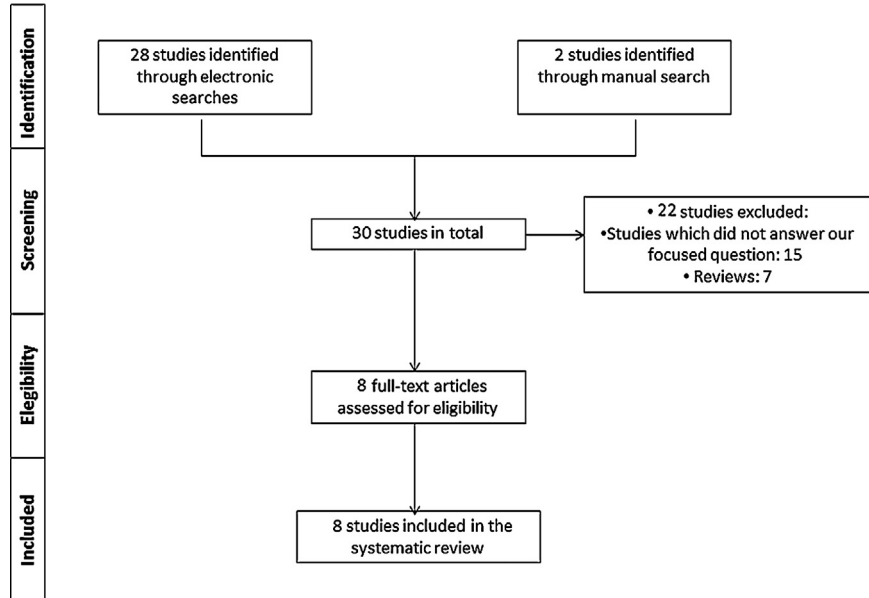 Identification
28 studies identified
through electronic
searches
2 studies identified
through manual search
Screening
30 studies in total
• 22 studies excluded:
•Studies which did not answer our
focused question: 15
• Reviews: 7
Elegibility
8 full-text articles
assessed for eligibility
Included
8 studies included in the
systematic review